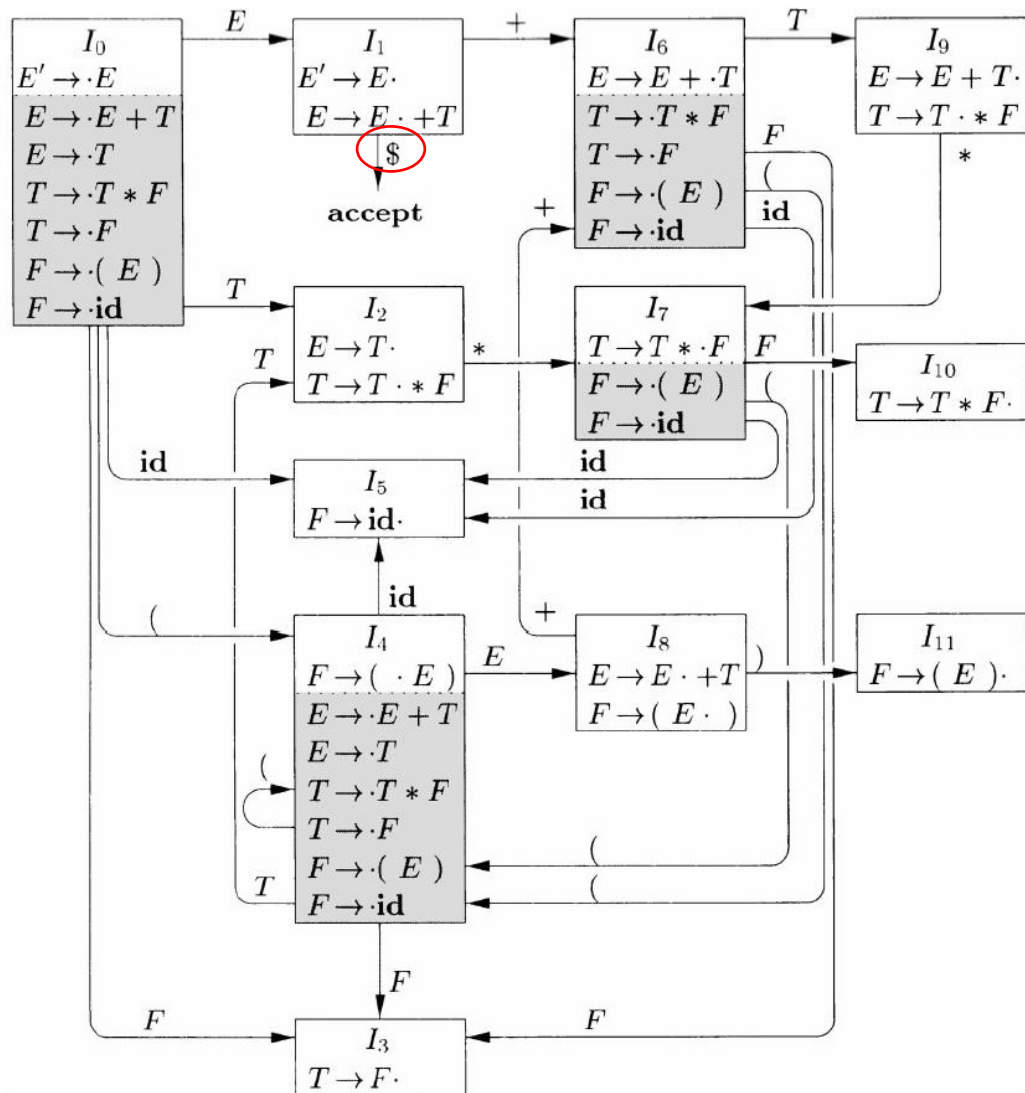 I₀
E' → ·E
E → ·E + T
E → ·T
T → ·T * F
T → ·F
F → ·( E )
F → ·id
E
I₁
E' → E·
E → E · +T
$
accept
+
I₆
E → E + ·T
T → ·T * F
T → ·F
F → ·( E )
F → ·id
T
I₉
E → E + T·
T → T · * F
*
F
(
id
+
T
I₂
E → T·
T → T · * F
T
*
I₇
T → T * ·F
F → ·( E )
F → ·id
F
(
I₁₀
T → T * F·
id
I₅
F → id·
id
id
id
(
I₄
F → ( · E )
E → ·E + T
E → ·T
T → ·T * F
T → ·F
F → ·( E )
F → ·id
(
T
E
+
I₈
E → E · +T
F → ( E · )
)
I₁₁
F → ( E ) ·
(
(
F
F
F
I₃
T → F·